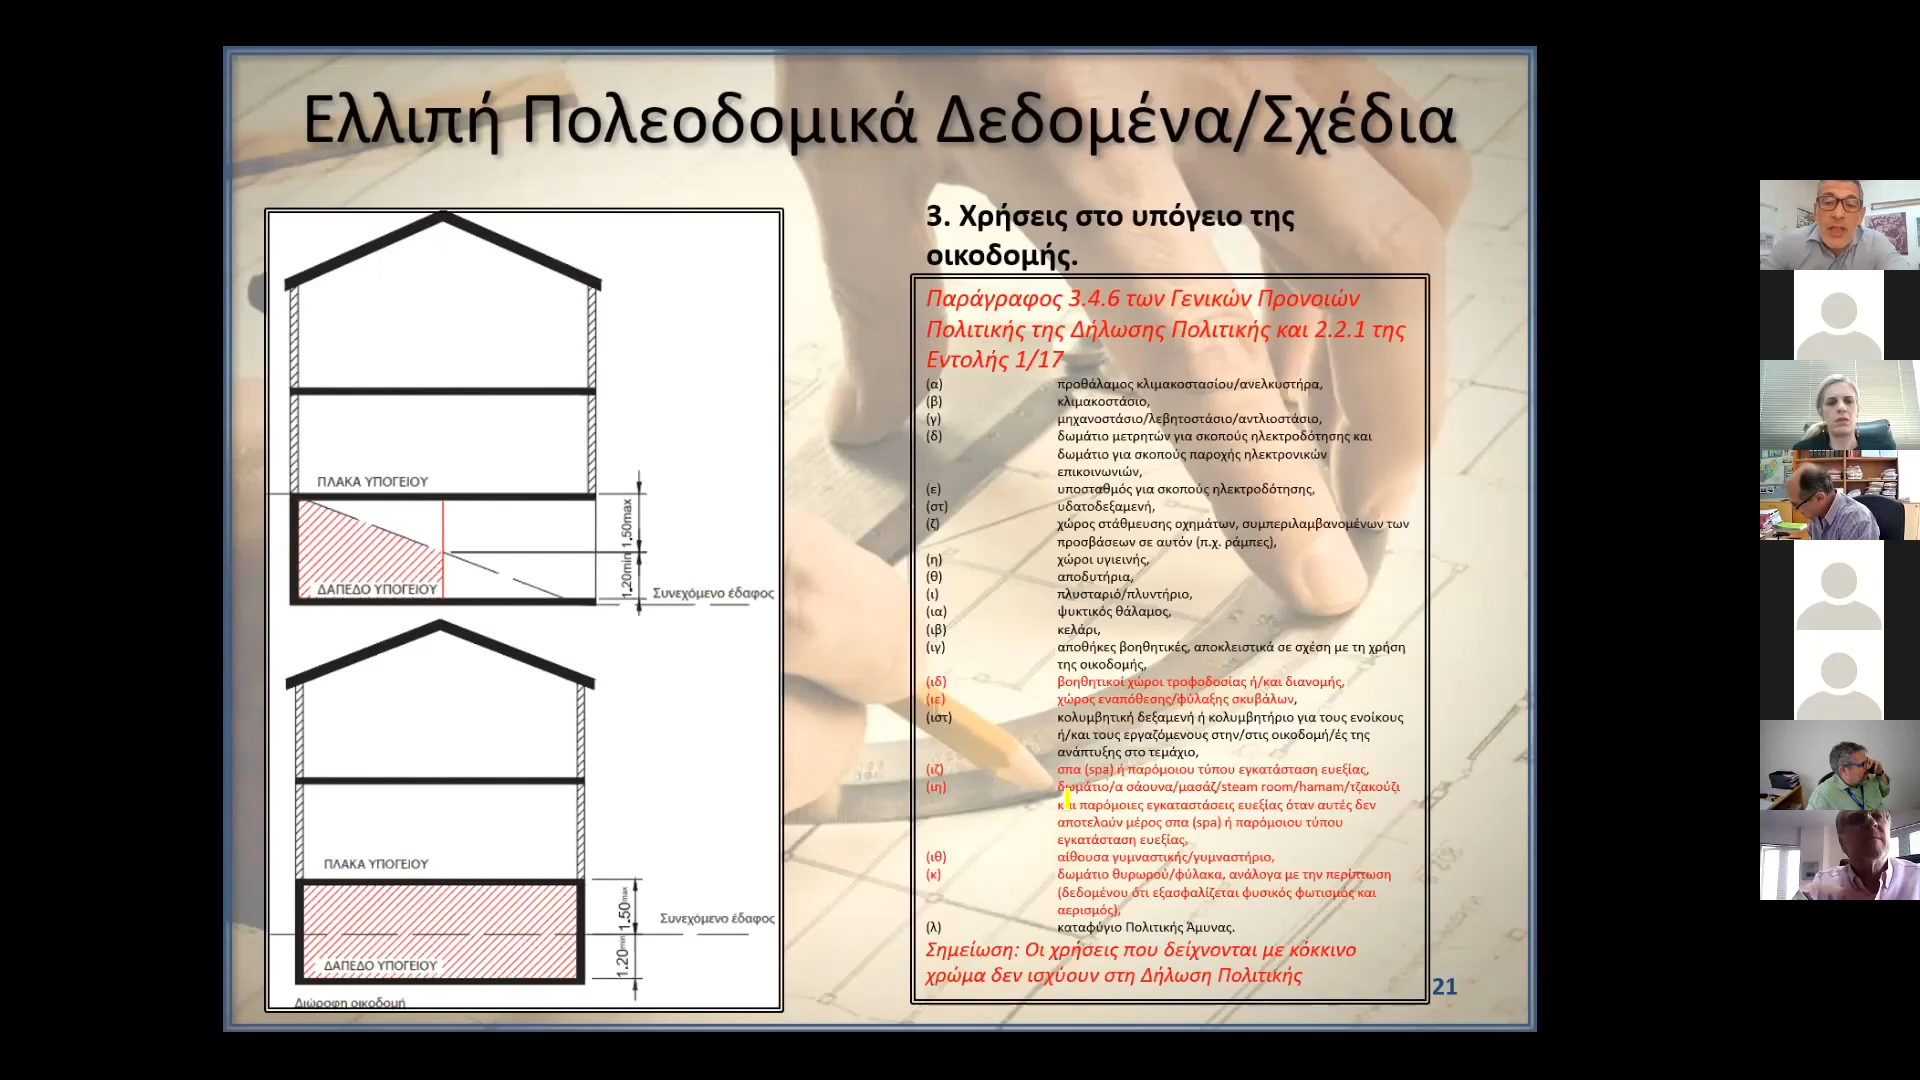 Ελλιπή Πολεοδομικά Δεδομένα/Σχέδια
ΠΛΑΚΑ ΥΠΟΓΕΙΟΥ
1.50max
1.20min
ΔΑΠΕΔΟ ΥΠΟΓΕΙΟΥ
Συνεχόμενο έδαφος
ΠΛΑΚΑ ΥΠΟΓΕΙΟΥ
1.50max
Συνεχόμενο έδαφος
1.20min
ΔΑΠΕΔΟ ΥΠΟΓΕΙΟΥ
Διώροφη οικοδομή
3. Χρήσεις στο υπόγειο της
οικοδομής.
Παράγραφος 3.4.6 των Γενικών Προνοιών
Πολιτικής της Δήλωσης Πολιτικής και 2.2.1 της
Εντολής 1/17
(α) προθάλαμος κλιμακοστασίου/ανελκυστήρα,
(β) κλιμακοστάσιο,
(γ) μηχανοστάσιο/λεβητοστάσιο/αντλιοστάσιο,
(δ) δωμάτιο μετρητών για σκοπούς ηλεκτροδότησης και
δωμάτιο για σκοπούς παροχής ηλεκτρονικών
επικοινωνιών,
(ε) υποσταθμός για σκοπούς ηλεκτροδότησης,
(στ) υδατοδεξαμενή,
(ζ) χώρος στάθμευσης οχημάτων, συμπεριλαμβανομένων των
προσβάσεων σε αυτόν (π.χ. ράμπες),
(η) χώροι υγιεινής,
(θ) αποδυτήρια,
(ι) πλυσταριό/πλυντήριο,
(ια) ψυκτικός θάλαμος,
(ιβ) κελάρι,
(ιγ) αποθήκες βοηθητικές, αποκλειστικά σε σχέση με τη χρήση
της οικοδομής,
(ιδ) βοηθητικοί χώροι τροφοδοσίας ή/και διανομής,
(ιε) χώρος εναπόθεσης/φύλαξης σκυβάλων,
(ιστ) κολυμβητική δεξαμενή ή κολυμβητήριο για τους ενοίκους
ή/και τους εργαζόμενους στην/στις οικοδομή/ές της
ανάπτυξης στο τεμάχιο,
(ιζ) σπα (spa) ή παρόμοιου τύπου εγκατάσταση ευεξίας,
(ιη) δωμάτιο/α σάουνα/μασάζ/steam room/hamam/τζακούζι
και παρόμοιες εγκαταστάσεις ευεξίας όταν αυτές δεν
αποτελούν μέρος σπα (spa) ή παρόμοιου τύπου
εγκατάσταση ευεξίας,
(ιθ) αίθουσα γυμναστικής/γυμναστήριο,
(κ) δωμάτιο θυρωρού/φύλακα, ανάλογα με την περίπτωση
(δεδομένου ότι εξασφαλίζεται φυσικός φωτισμός και
αερισμός),
(λ) καταφύγιο Πολιτικής Άμυνας.
Σημείωση: Οι χρήσεις που δείχνονται με κόκκινο
χρώμα δεν ισχύουν στη Δήλωση Πολιτικής
21